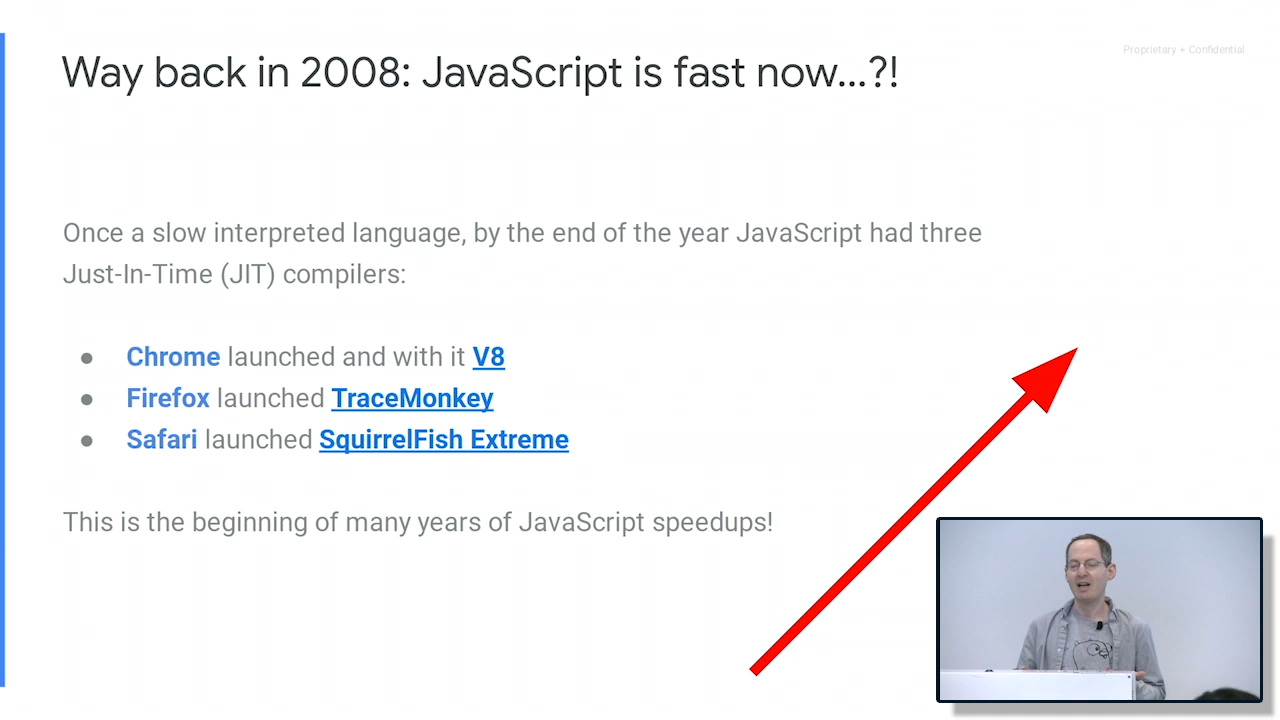 Proprietary + Confidential
Way back in 2008: JavaScript is fast now...?!
Once a slow interpreted language, by the end of the year JavaScript had three
Just-In-Time (JIT) compilers:
● Chrome launched and with it V8
● Firefox launched TraceMonkey
● Safari launched SquirrelFish Extreme
This is the beginning of many years of JavaScript speedups!